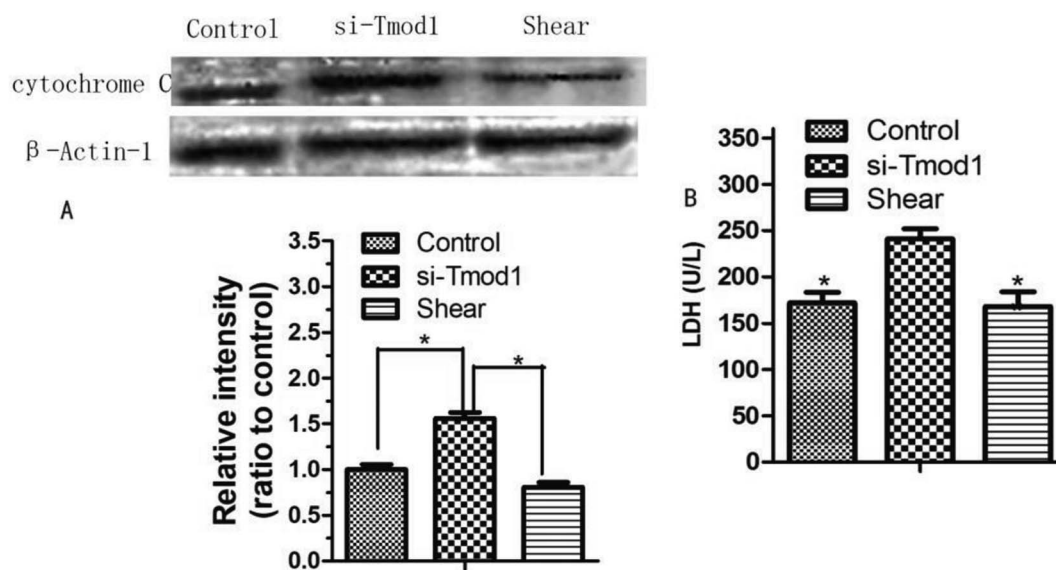 Control si-Tmod1 Shear
cytochrome C
β-Actin-1
A
3.5
3.0
2.5
2.0
1.5
1.0
0.5
0.0
Relative intensity
(ratio to control)
Control
si-Tmod1
Shear
*
*
B
350
300
250
200
150
100
50
0
LDH (U/L)
Control
si-Tmod1
Shear
*
*